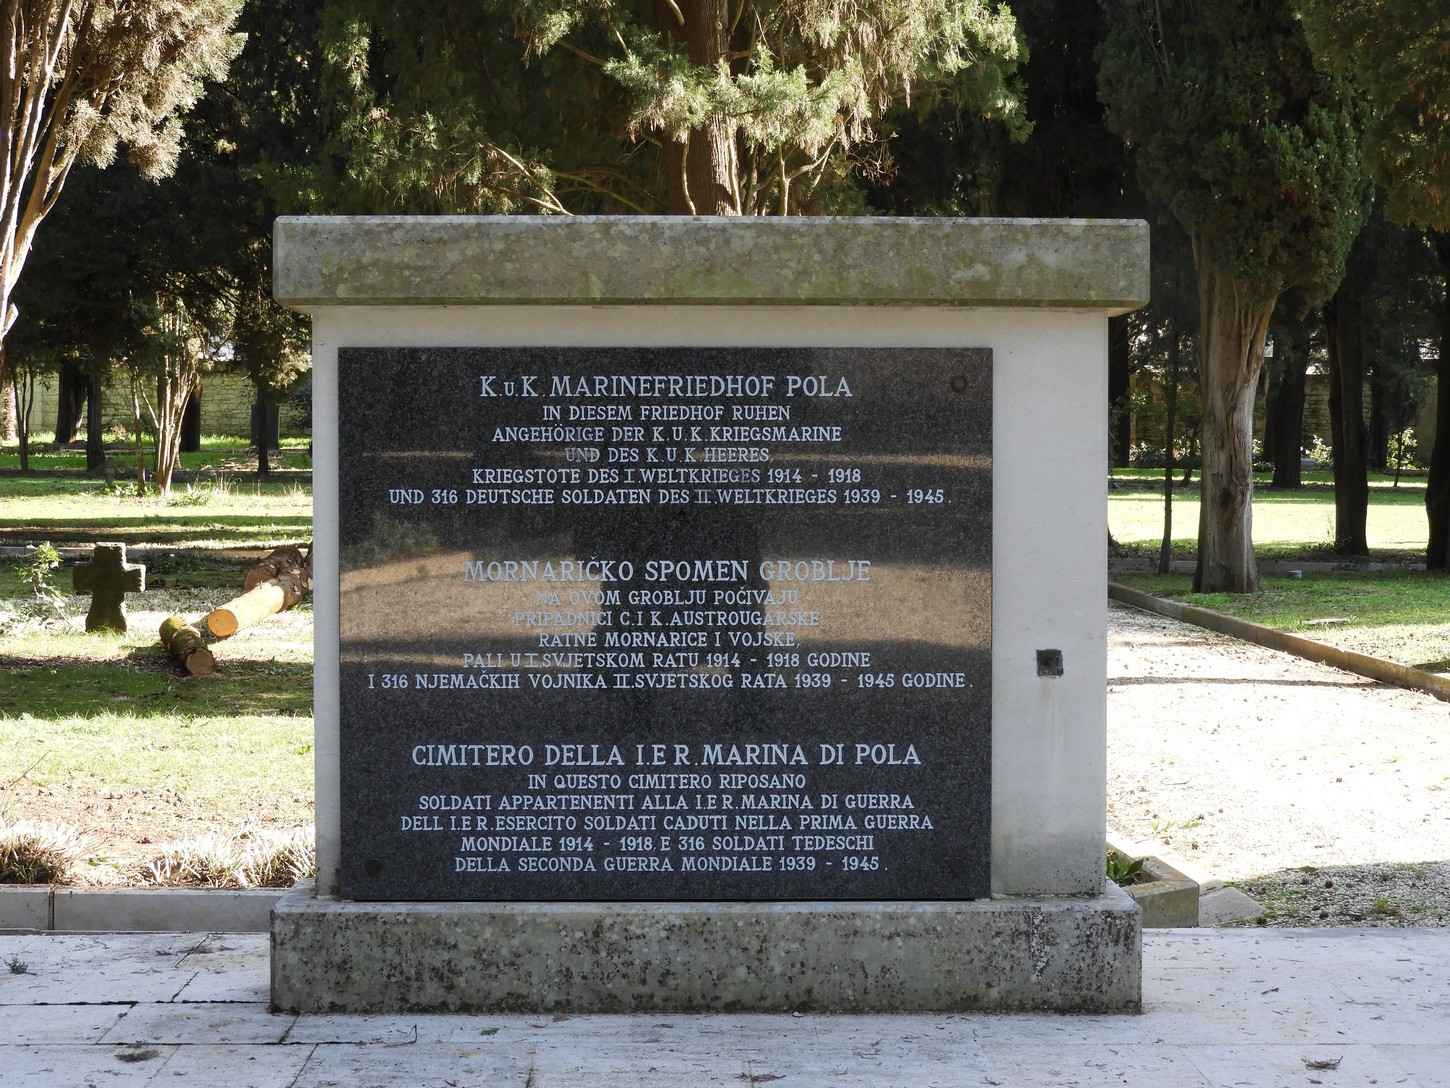 K.u.K. MARINEFRIEDHOF POLA
IN DIESEM FRIEDHOF RUHEN
ANGEHÖRIGE DER K.U.K.KRIEGSMARINE
UND DES K.U.K.HEERES,
KRIEGSTOTE DES I.WELTKRIEGES 1914 - 1918
UND 316 DEUTSCHE SOLDATEN DES II.WELTKRIEGES 1939 - 1945.
MORNARIČKO SPOMEN GROBLJE
NA OVOM GROBLJU POČIVAJU
PRIPADNICI C.I K.AUSTROUGARSKE
RATNE MORNARICE I VOJSKE,
PALI U I.SVJETSKOM RATU 1914 - 1918 GODINE
I 316 NJEMAČKIH VOJNIKA II.SVJETSKOG RATA 1939 - 1945 GODINE.
CIMITERO DELLA I.E R.MARINA DI POLA
IN QUESTO CIMITERO RIPOSANO
SOLDATI APPARTENENTI ALLA I.E R.MARINA DI GUERRA
DELL I.E R.ESERCITO SOLDATI CADUTI NELLA PRIMA GUERRA
MONDIALE 1914 - 1918, E 316 SOLDATI TEDESCHI
DELLA SECONDA GUERRA MONDIALE 1939 - 1945.